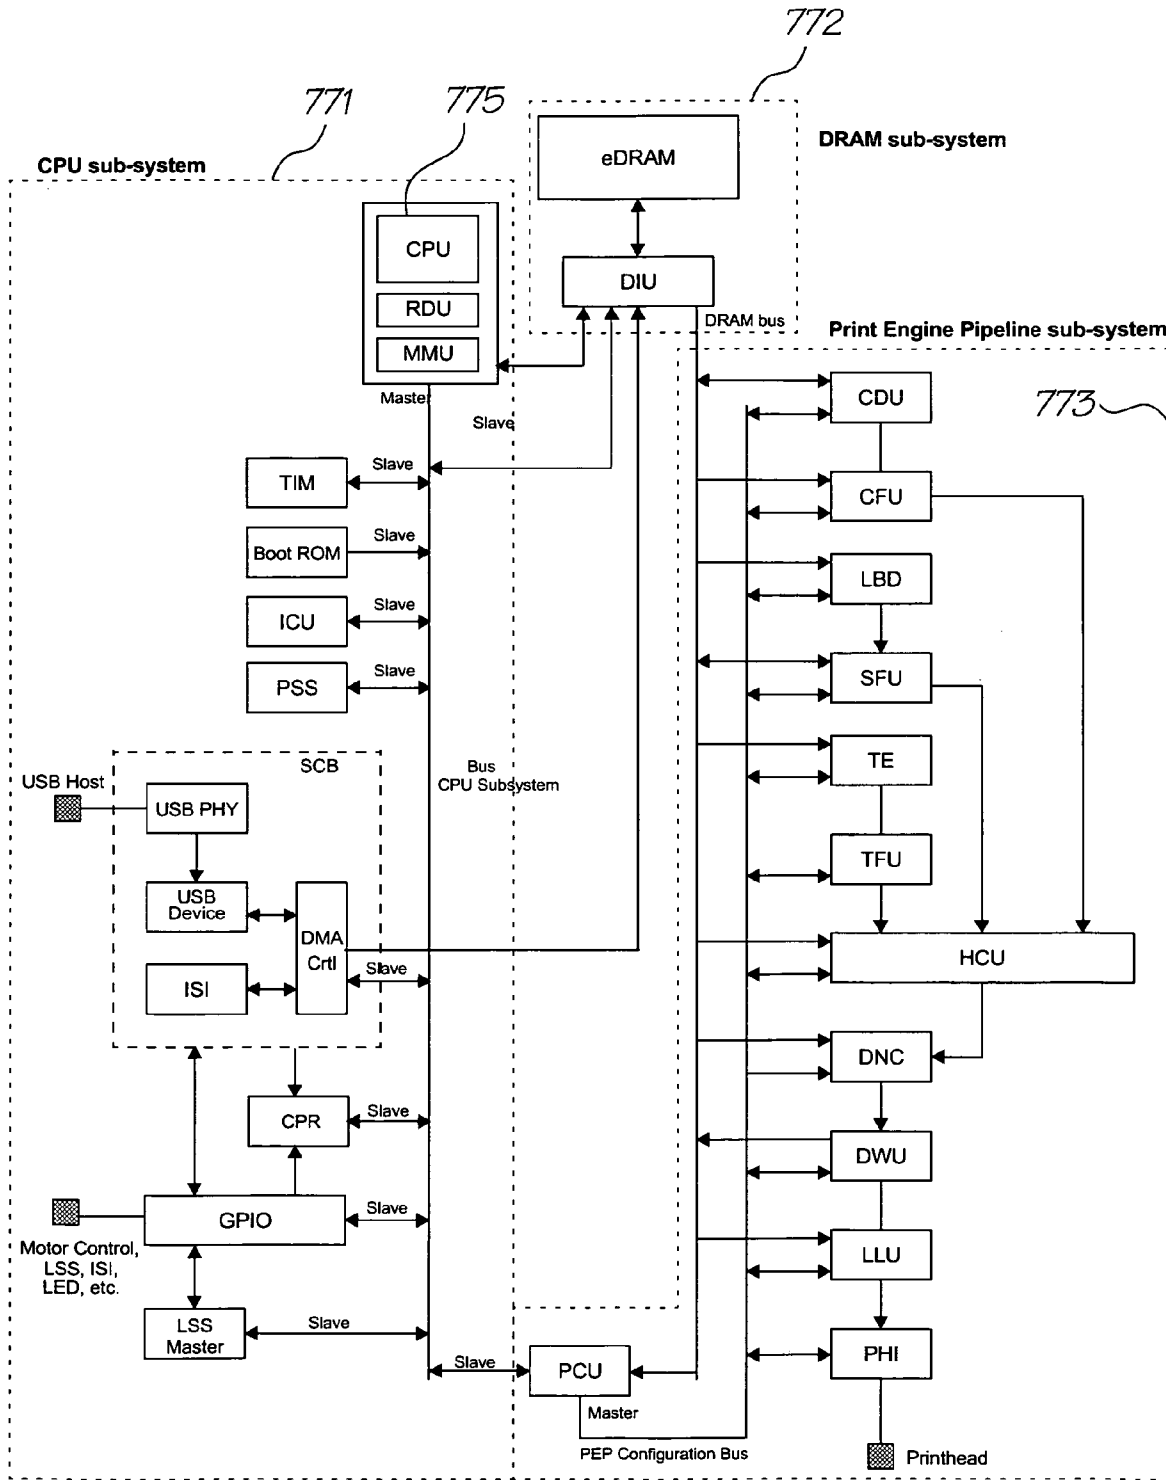 772
771
775
CPU sub-system
DRAM sub-system
eDRAM
CPU
DIU
RDU
DRAM bus
Print Engine Pipeline sub-system
MMU
Master
Slave
CDU
773
TIM
Slave
CFU
Boot ROM
Slave
LBD
ICU
Slave
PSS
Slave
SFU
SCB
Bus
CPU Subsystem
TE
USB Host
USB PHY
TFU
USB
Device
DMA
Crtl
HCU
ISI
Slave
DNC
CPR
Slave
DWU
GPIO
Slave
Motor Control,
LSS, ISI,
LED, etc.
LLU
LSS
Master
Slave
PHI
Slave
PCU
Master
PEP Configuration Bus
Printhead